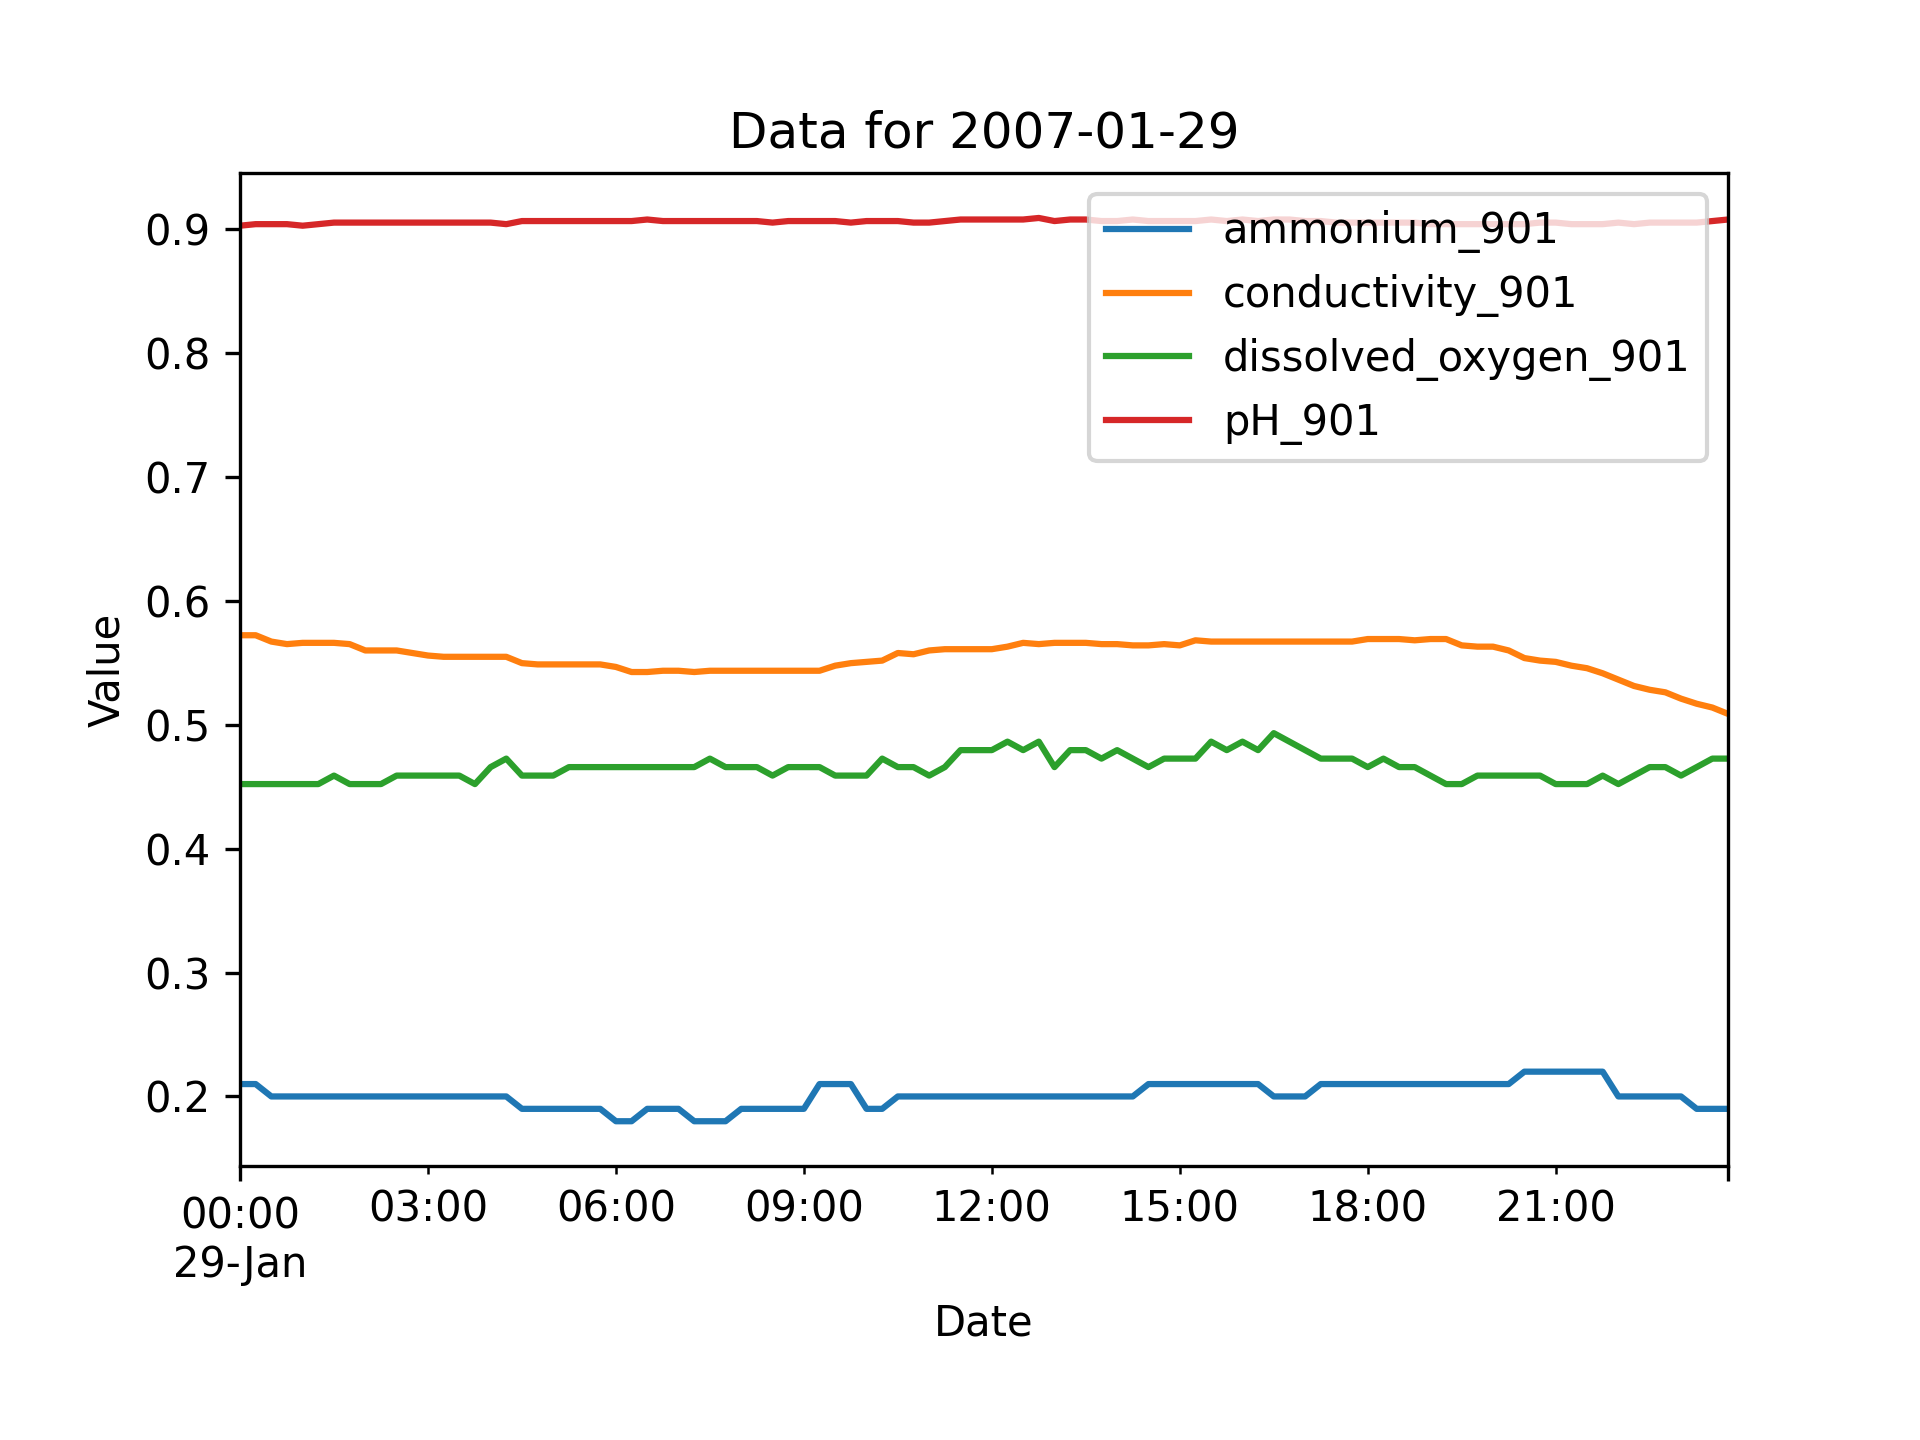 Data for 2007-01-29
0.9
0.8
0.7
0.6
0.5
0.4
0.3
0.2
Value
ammonium_901
conductivity_901
dissolved_oxygen_901
pH_901
00:00 03:00 06:00 09:00 12:00 15:00 18:00 21:00
29-Jan
Date